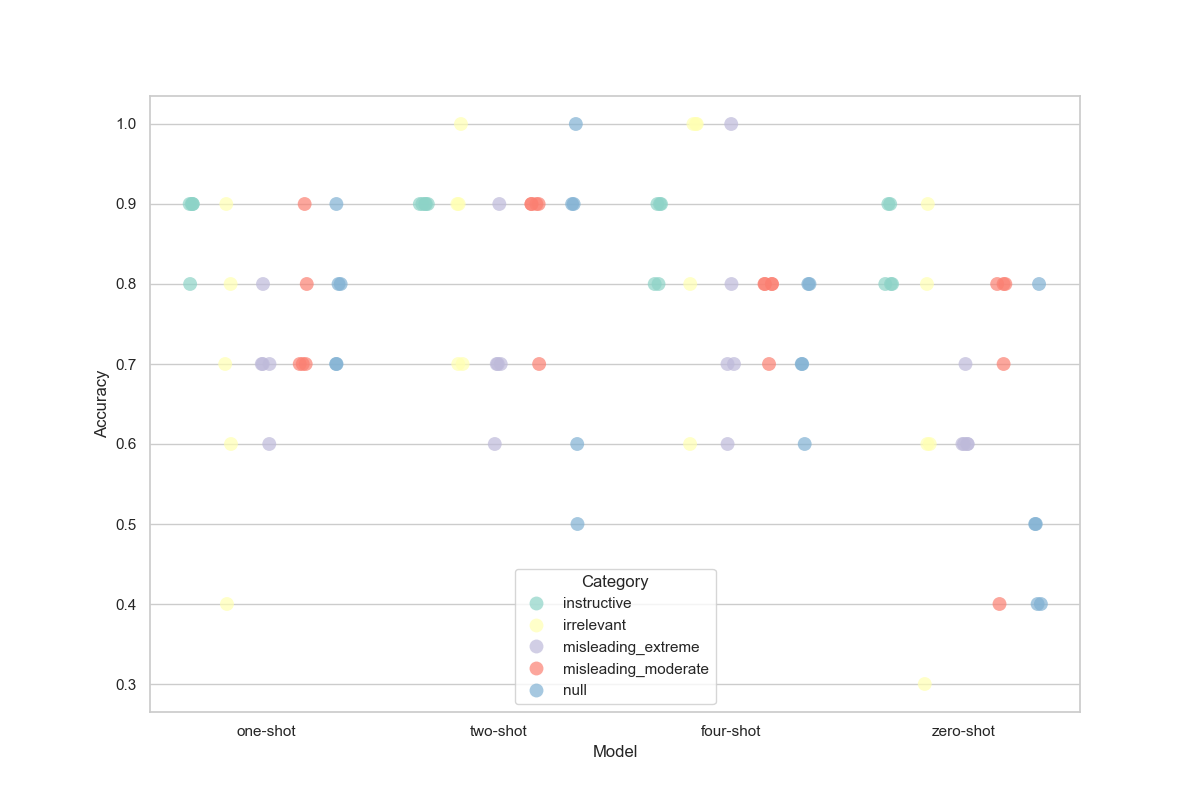 1.0
0.9
0.8
0.7
0.6
0.5
0.4
0.3
Accuracy
one-shot
two-shot
four-shot
zero-shot
Model
Category
instructive
irrelevant
misleading_extreme
misleading_moderate
null